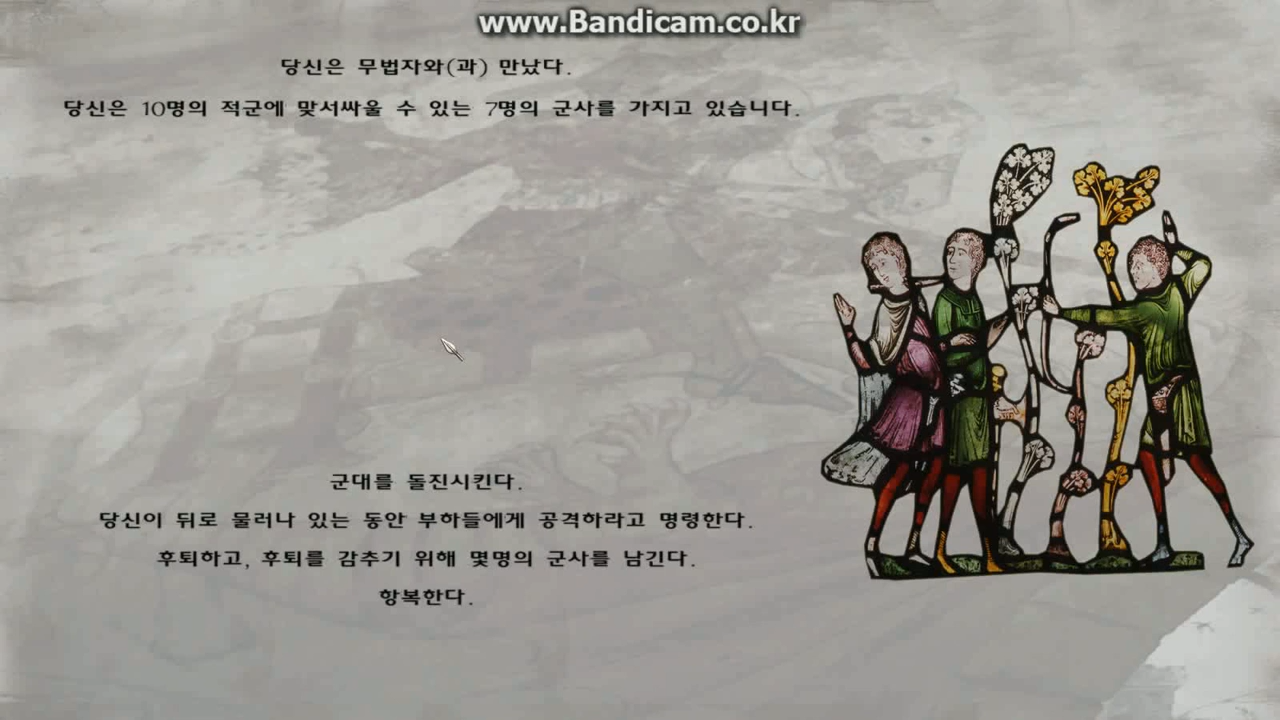 www.Bandicam.co.kr
당신은 무법자와(과) 만났다.
당신은 10명의 적군에 맞서싸울 수 있는 7명의 군사를 가지고 있습니다.
군대를 돌진시킨다.
당신이 뒤로 물러나 있는 동안 부하들에게 공격하라고 명령한다.
후퇴하고, 후퇴를 감추기 위해 몇명의 군사를 남긴다.
항복한다.